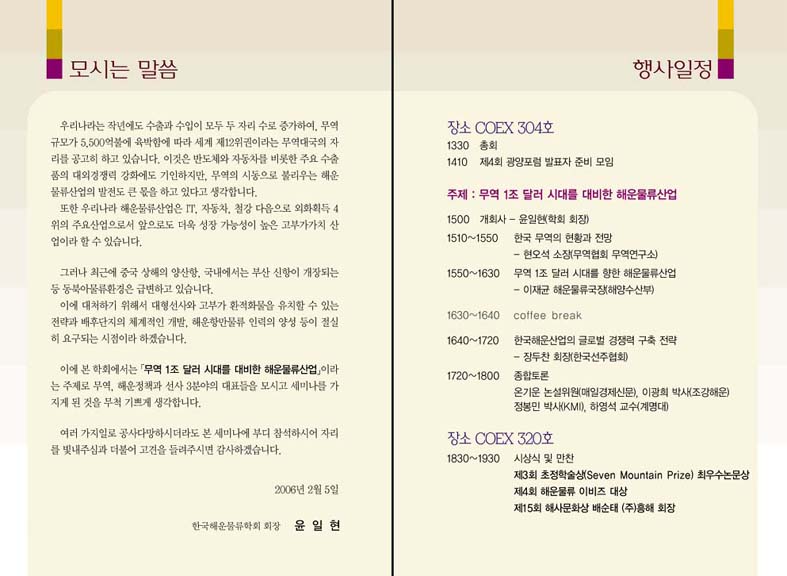 모시는 말씀
우리나라는 작년에도 수출과 수입이 모두 두 자리 수로 증가하여, 무역
규모가 5,500억불에 육박함에 따라 세계 제12위권이라는 무역대국의 자
리를 공고히 하고 있습니다. 이것은 반도체와 자동차를 비롯한 주요 수출
품의 대외경쟁력 강화에도 기인하지만, 무역의 시동으로 불리우는 해운
물류산업의 발전도 큰 몫을 하고 있다고 생각합니다.
또한 우리나라 해운물류산업은 IT, 자동차, 철강 다음으로 외화획득 4
위의 주요산업으로서 앞으로도 더욱 성장 가능성이 높은 고부가가치 산
업이라 할 수 있습니다.
그러나 최근에 중국 상해의 양산항, 국내에서는 부산 신항이 개장되는
등 동북아물류환경은 급변하고 있습니다.
이에 대처하기 위해서 대형선사와 고부가 환적화물을 유치할 수 있는
전략과 배후단지의 체계적인 개발, 해운항만물류 인력의 양성 등이 절실
히 요구되는 시점이라 하겠습니다.
이에 본 학회에서는 「무역 1조 달러 시대를 대비한 해운물류산업」이라
는 주제로 무역, 해운정책과 선사 3분야의 대표들을 모시고 세미나를 가
지게 된 것을 무척 기쁘게 생각합니다.
여러 가지일로 공사다망하시더라도 본 세미나에 부디 참석하시어 자리
를 빛내주심과 더불어 고견을 들려주시면 감사하겠습니다.
2006년 2월 5일
한국해운물류학회 회장 윤 일 현
행사일정
장소 COEX 304호
1330 총회
1410 제4회 광양포럼 발표자 준비 모임
주제 : 무역 1조 달러 시대를 대비한 해운물류산업
1500 개회사 – 윤일현(학회 회장)
1510~1550 한국 무역의 현황과 전망
– 현오석 소장(무역협회 무역연구소)
1550~1630 무역 1조 달러 시대를 향한 해운물류산업
– 이재균 해운물류국장(해양수산부)
1630~1640 coffee break
1640~1720 한국해운산업의 글로벌 경쟁력 구축 전략
– 장두찬 회장(한국선주협회)
1720~1800 종합토론
온기운 논설위원(매일경제신문), 이광희 박사(조강해운)
정봉민 박사(KMI), 하영석 교수(계명대)
장소 COEX 320호
1830~1930 시상식 및 만찬
제3회 초정학술상(Seven Mountain Prize) 최우수논문상
제4회 해운물류 이비즈 대상
제15회 해사문화상 배순태 (주)흥해 회장